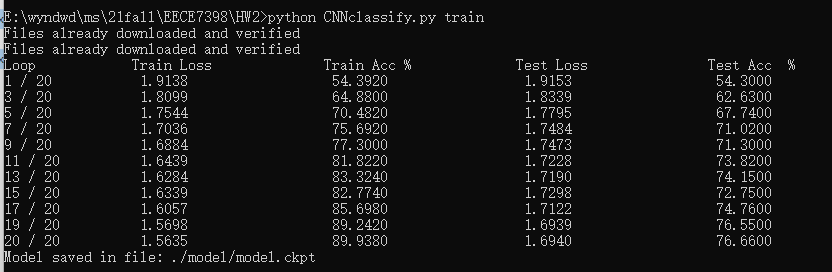 E:\wyndwd\ms\21fall\EECE7398\HW2>python CNNclassify.py train
Files already downloaded and verified
Files already downloaded and verified
Loop Train Loss Train Acc % Test Loss Test Acc %
1 / 20 1.9138 54.3920 1.9153 54.3000
3 / 20 1.8099 64.8800 1.8339 62.6300
5 / 20 1.7544 70.4820 1.7795 67.7400
7 / 20 1.7036 75.6920 1.7484 71.0200
9 / 20 1.6884 77.3000 1.7473 71.3000
11 / 20 1.6439 81.8220 1.7228 73.8200
13 / 20 1.6284 83.3240 1.7190 74.1500
15 / 20 1.6339 82.7740 1.7298 72.7500
17 / 20 1.6057 85.6980 1.7122 74.7600
19 / 20 1.5698 89.2420 1.6939 76.5500
20 / 20 1.5635 89.9380 1.6940 76.6600
Model saved in file: ./model/model.ckpt